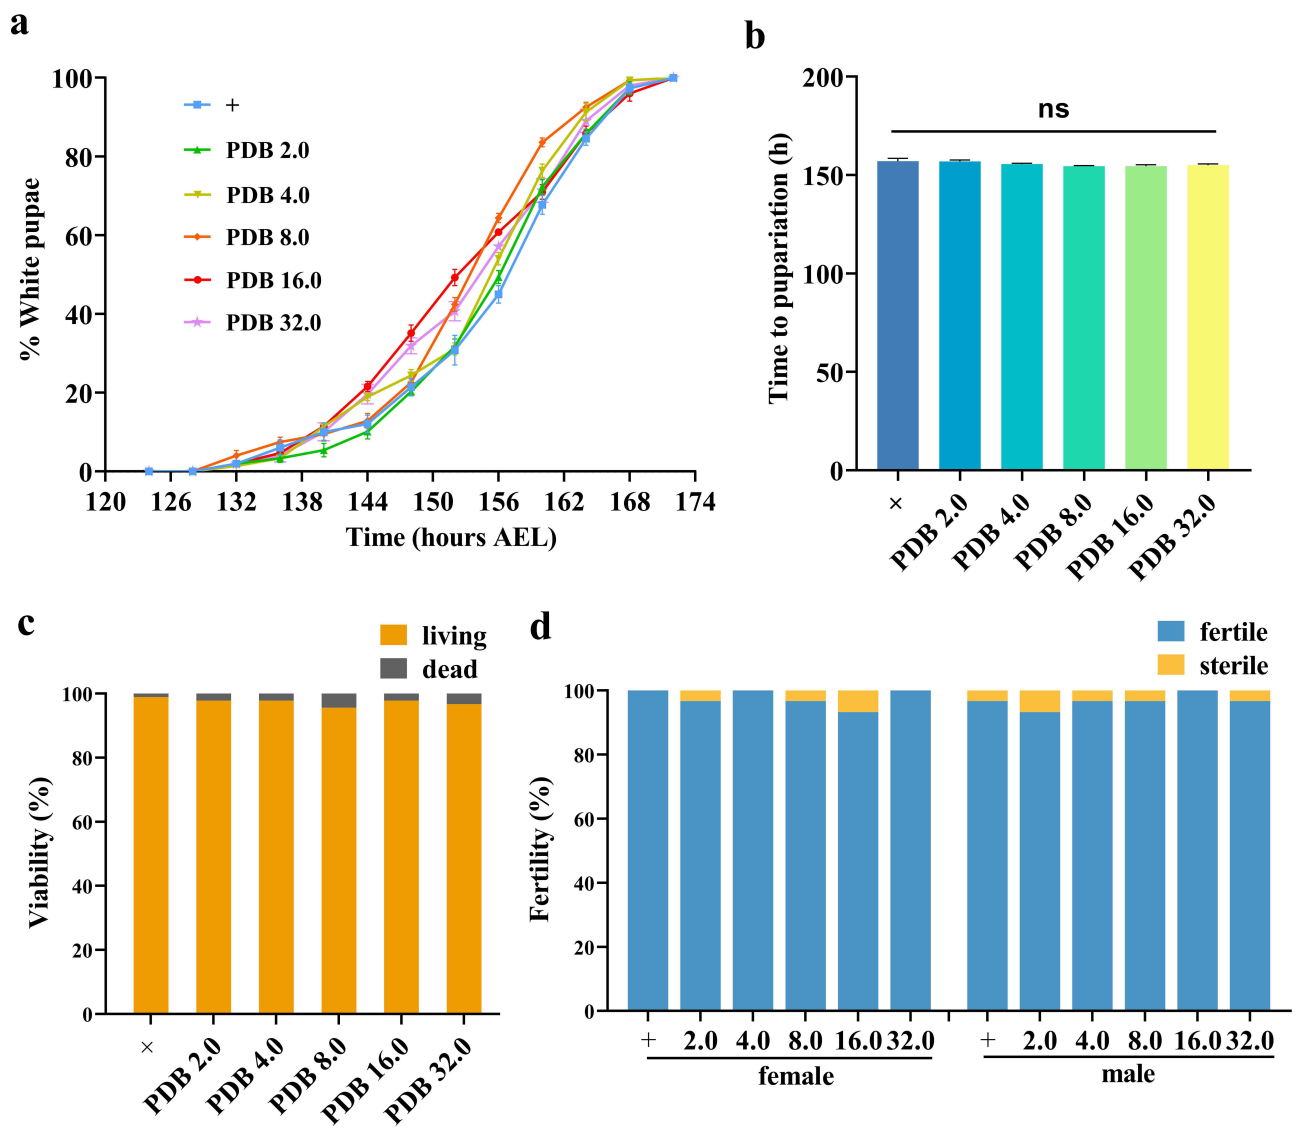 a
% White pupae
100
80
60
40
20
0
+
PDB 2.0
PDB 4.0
PDB 8.0
PDB 16.0
PDB 32.0
120 126 132 138 144 150 156 162 168 174
Time (hours AEL)
b
Time to pupariation (h)
200
150
100
50
0
ns
+ PDB 2.0 PDB 4.0 PDB 8.0 PDB 16.0 PDB 32.0
c
living
dead
Viability (%)
100
80
60
40
20
0
+ PDB 2.0 PDB 4.0 PDB 8.0 PDB 16.0 PDB 32.0
d
fertile
sterile
Fertility (%)
100
80
60
40
20
0
+ 2.0 4.0 8.0 16.0 32.0 + 2.0 4.0 8.0 16.0 32.0
female male